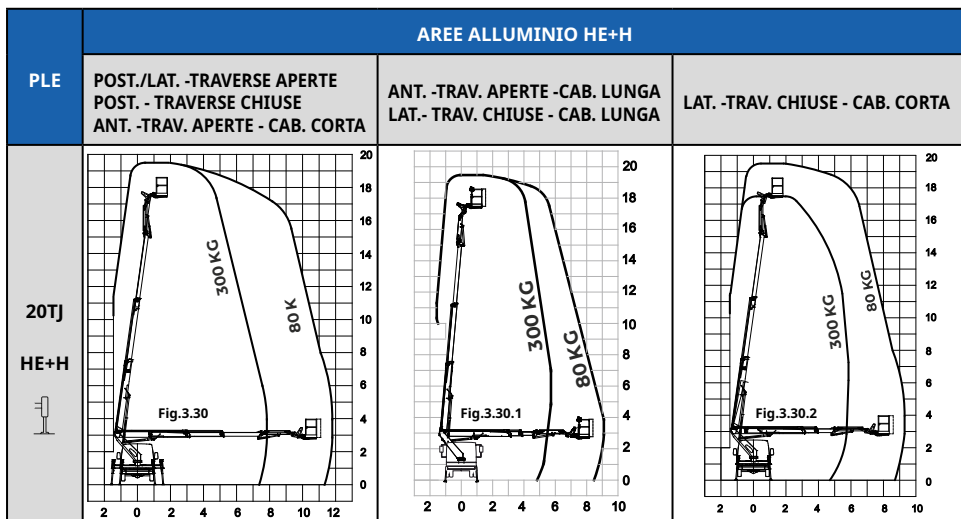 PLE
AREE ALLUMINIO HE+H
POST./LAT. -TRAVERSE APERTE
POST. - TRAVERSE CHIUSE
ANT. -TRAV. APERTE - CAB. CORTA
ANT. -TRAV. APERTE -CAB. LUNGA
LAT.- TRAV. CHIUSE - CAB. LUNGA
LAT. -TRAV. CHIUSE - CAB. CORTA
20TJ
HE+H
20
18
16
14
12
10
8
6
4
2
0
300 KG
80 K
Fig.3.30
2 0 2 4 6 8 10 12
20
18
16
14
12
10
8
6
4
2
0
300 KG
80 KG
Fig.3.30.1
2 0 2 4 6 8 10
20
18
16
14
12
10
8
6
4
2
0
300 KG
80 KG
Fig.3.30.2
2 0 2 4 6 8 10